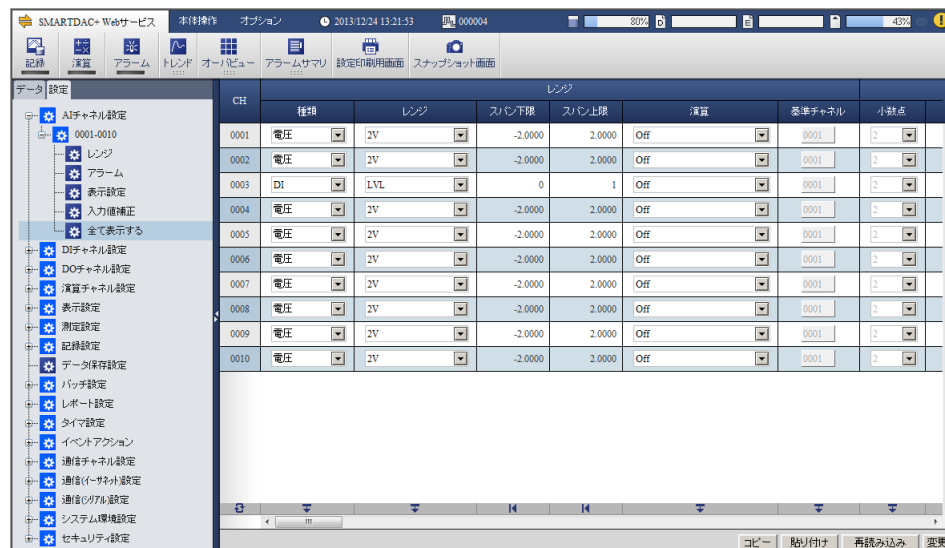 SMARTDAC+ Webサービス 本体操作 オプション 2013/12/24 13:21:53 000004 80% D E 43%
記録 演算 アラーム トレンド オーバビュー アラームサマリ 設定印刷用画面 スナップショット画面
データ 設定
AIチャネル設定
0001-0010
レンジ
アラーム
表示設定
入力値補正
全て表示する
DIチャネル設定
DOチャネル設定
演算チャネル設定
表示設定
測定設定
記録設定
データ保存設定
バッチ設定
レポート設定
タイマ設定
イベントアクション
通信チャネル設定
通信(イーサネット)設定
通信(シリアル)設定
システム環境設定
セキュリティ設定
レンジ
CH 種類 レンジ スパン下限 スパン上限 演算 基準チャネル 小数点
0001 電圧 2V -2.0000 2.0000 Off 0001 2
0002 電圧 2V -2.0000 2.0000 Off 0001 2
0003 DI LVL 0 1 Off 0001 2
0004 電圧 2V -2.0000 2.0000 Off 0001 2
0005 電圧 2V -2.0000 2.0000 Off 0001 2
0006 電圧 2V -2.0000 2.0000 Off 0001 2
0007 電圧 2V -2.0000 2.0000 Off 0001 2
0008 電圧 2V -2.0000 2.0000 Off 0001 2
0009 電圧 2V -2.0000 2.0000 Off 0001 2
0010 電圧 2V -2.0000 2.0000 Off 0001 2
コピー 貼り付け 再読み込み 変更